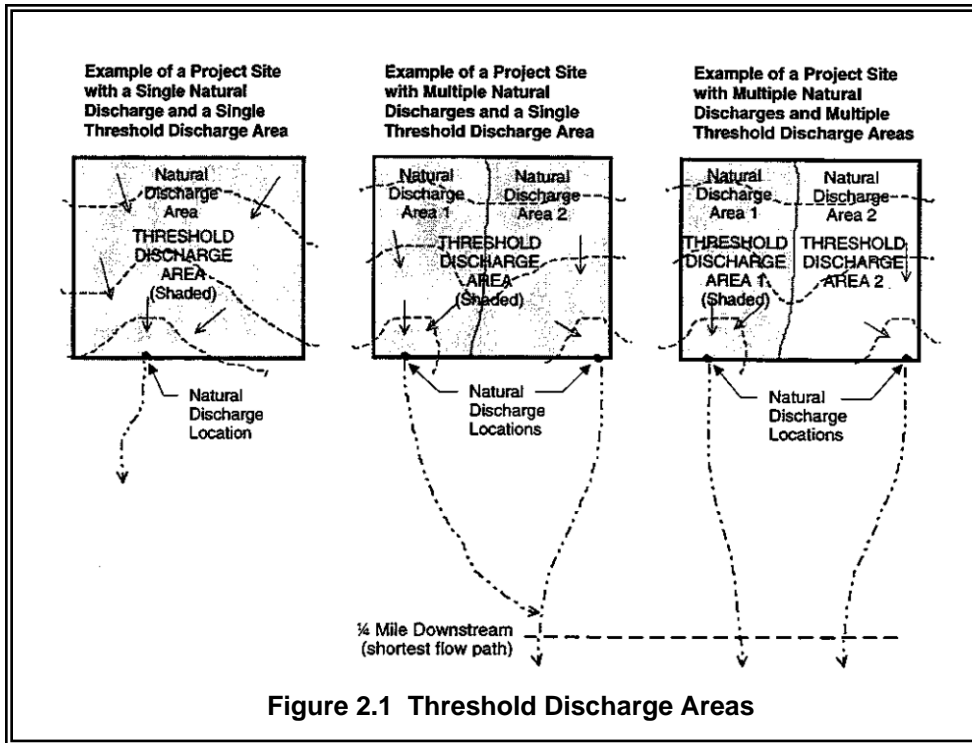 Example of a Project Site
with a Single Natural
Discharge and a Single
Threshold Discharge Area
Natural
Discharge
Area
THRESHOLD
DISCHARGE
AREA
(Shaded)
Natural
Discharge
Location
Example of a Project Site
with Multiple Natural
Discharges and a Single
Threshold Discharge Area
Natural
Discharge
Area 1
Natural
Discharge
Area 2
THRESHOLD
DISCHARGE
AREA
(Shaded)
Natural
Discharge
Locations
Example of a Project Site
with Multiple Natural
Discharges and Multiple
Threshold Discharge Areas
Natural
Discharge
Area 1
Natural
Discharge
Area 2
THRESHOLD
DISCHARGE
AREA 1
(Shaded)
THRESHOLD
DISCHARGE
AREA 2
Natural
Discharge
Locations
¼ Mile Downstream
(shortest flow path)
Figure 2.1 Threshold Discharge Areas